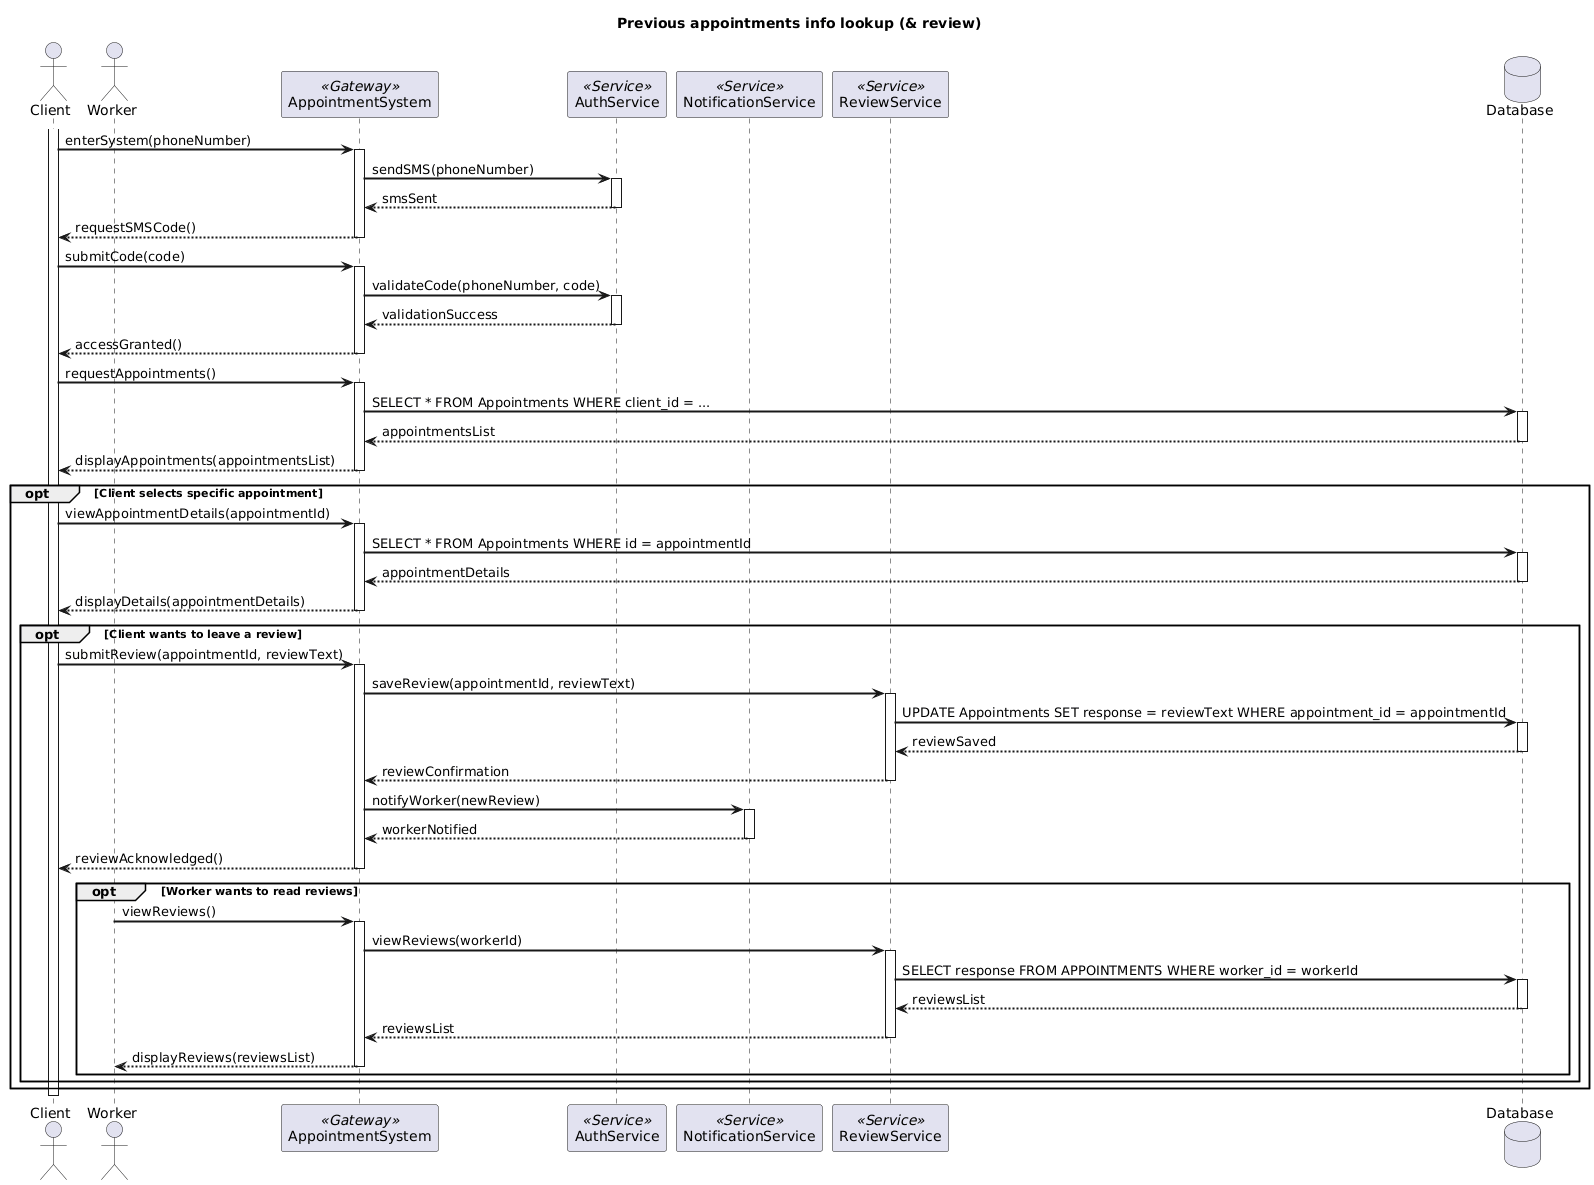 Previous appointments info lookup (& review)
Client
Worker
«Gateway»
AppointmentSystem
«Service»
AuthService
«Service»
NotificationService
«Service»
ReviewService
Database
enterSystem(phoneNumber)
sendSMS(phoneNumber)
smsSent
requestSMSCode()
submitCode(code)
validateCode(phoneNumber, code)
validationSuccess
accessGranted()
requestAppointments()
SELECT * FROM Appointments WHERE client_id = ...
appointmentsList
displayAppointments(appointmentsList)
opt [Client selects specific appointment]
viewAppointmentDetails(appointmentId)
SELECT * FROM Appointments WHERE id = appointmentId
appointmentDetails
displayDetails(appointmentDetails)
opt [Client wants to leave a review]
submitReview(appointmentId, reviewText)
saveReview(appointmentId, reviewText)
UPDATE Appointments SET response = reviewText WHERE appointment_id = appointmentId
reviewSaved
reviewConfirmation
notifyWorker(newReview)
workerNotified
reviewAcknowledged()
opt [Worker wants to read reviews]
viewReviews()
viewReviews(workerId)
SELECT response FROM APPOINTMENTS WHERE worker_id = workerId
reviewsList
reviewsList
displayReviews(reviewsList)
Client
Worker
«Gateway»
AppointmentSystem
«Service»
AuthService
«Service»
NotificationService
«Service»
ReviewService
Database